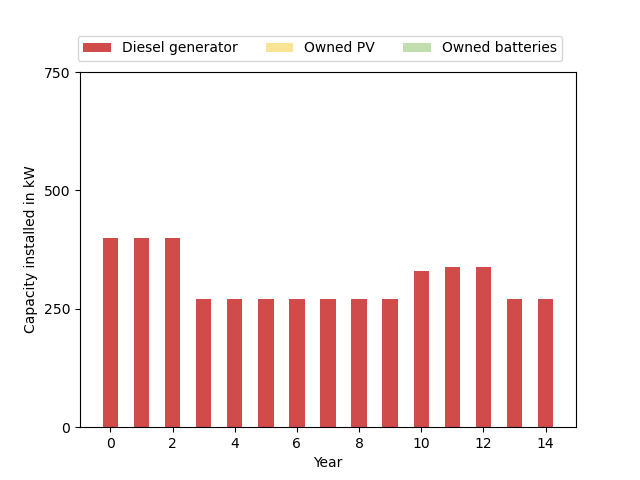 Diesel generator Owned PV Owned batteries
750
500
250
0
Capacity installed in kW
0 2 4 6 8 10 12 14
Year